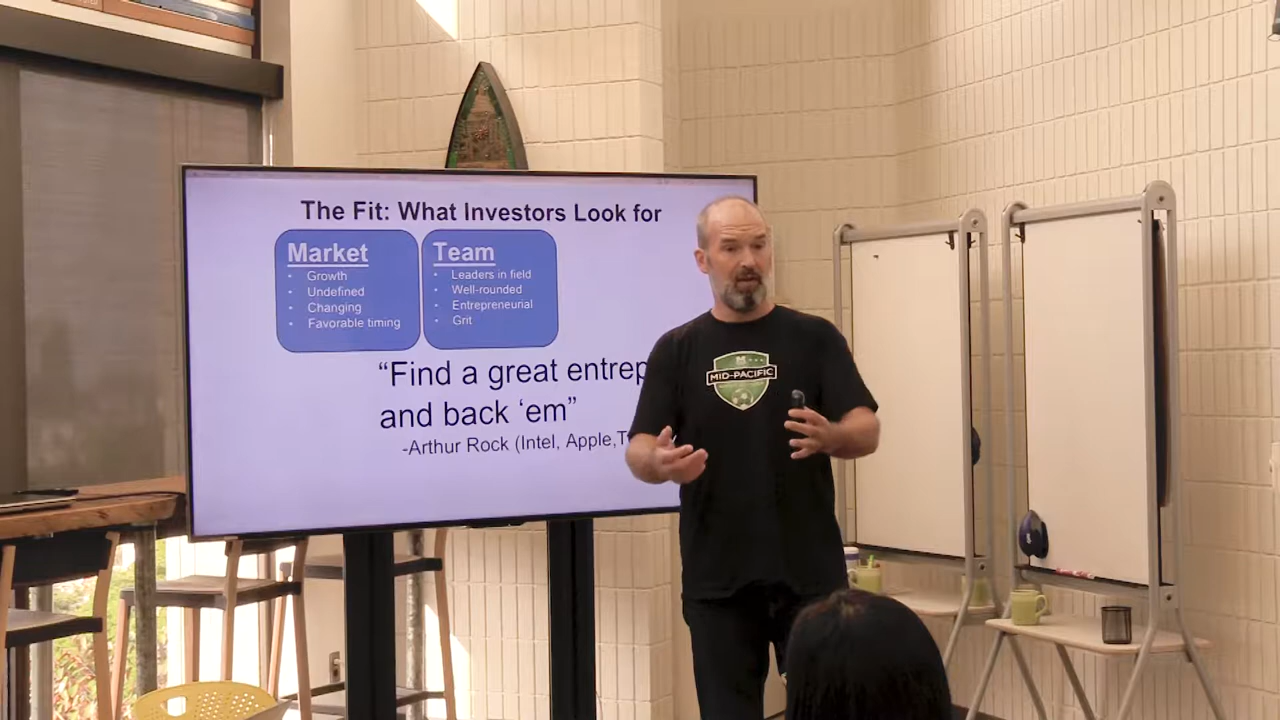 The Fit: What Investors Look for
Market
• Growth
• Undefined
• Changing
• Favorable timing
Team
• Leaders in field
• Well-rounded
• Entrepreneurial
• Grit
“Find a great entrep
and back ‘em”
-Arthur Rock (Intel, Apple,T
M
MID-PACIFIC